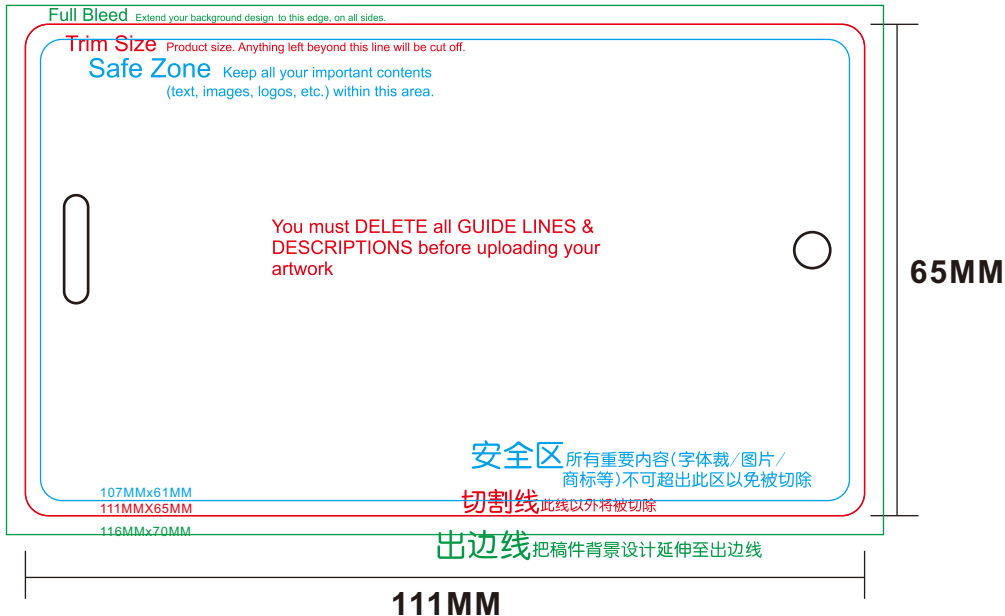 Full Bleed Extend your background design to this edge, on all sides.
Trim Size Product size. Anything left beyond this line will be cut off.
Safe Zone Keep all your important contents
(text, images, logos, etc.) within this area.
You must DELETE all GUIDE LINES &
DESCRIPTIONS before uploading your
artwork
65MM
安全区所有重要内容(字体裁/图片/
商标等)不可超出此区以免被切除
107MMx61MM
切割线此线以外将被切除
111MMX65MM
116MMx70MM
出边线把稿件背景设计延伸至出边线
111MM